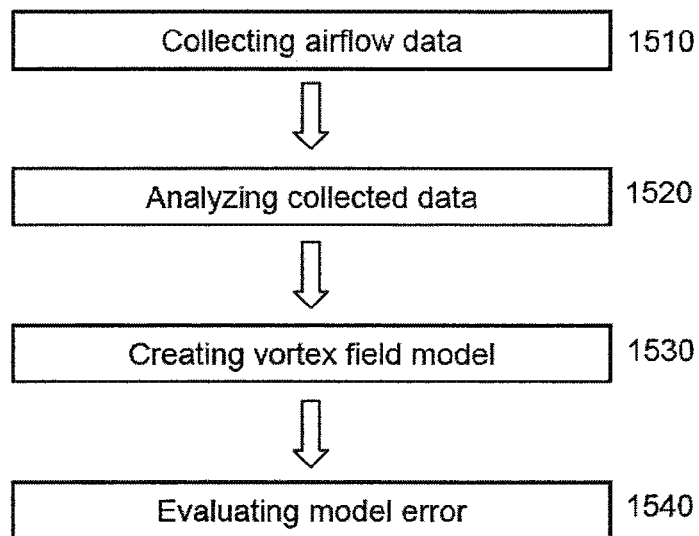 Collecting airflow data 1510
Analyzing collected data 1520
Creating vortex field model 1530
Evaluating model error 1540